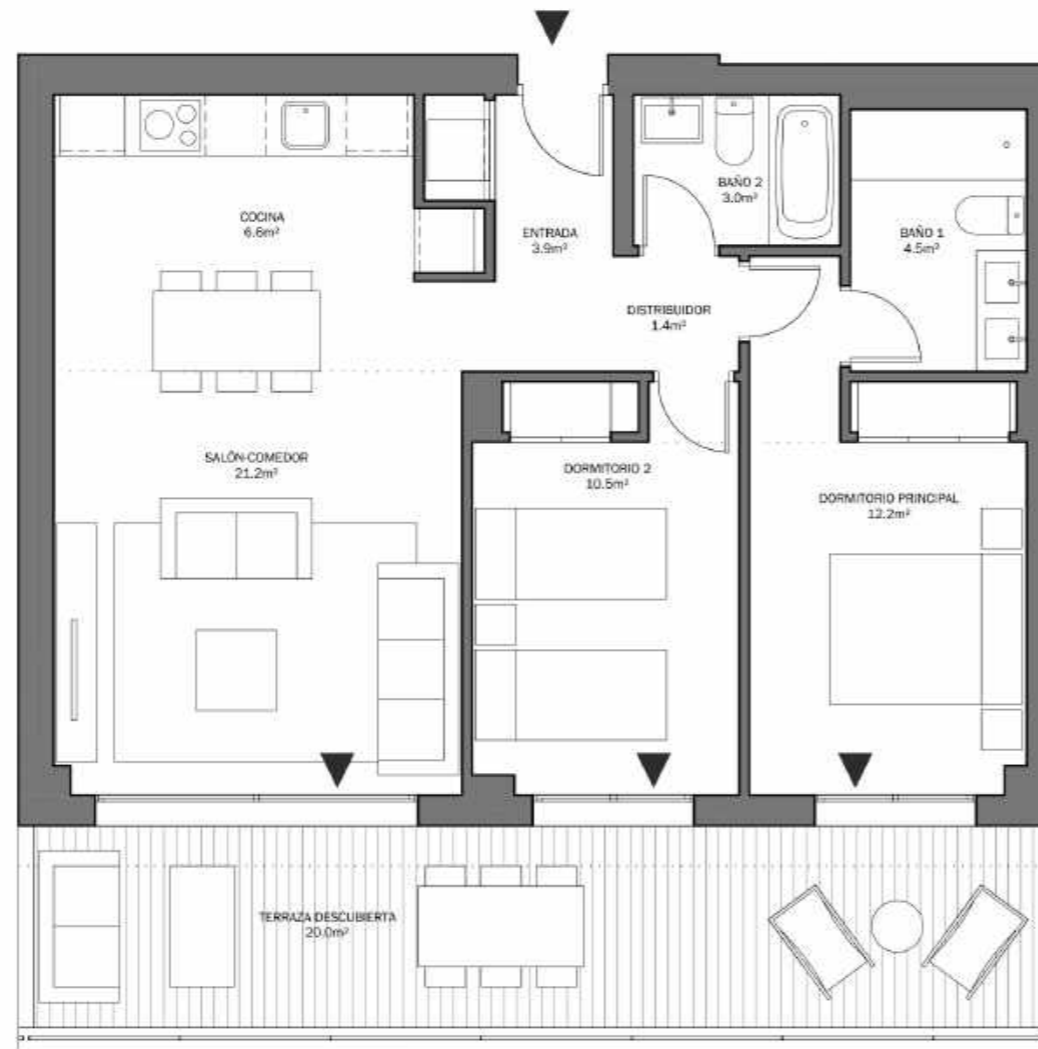 COCINA
6.6m²
ENTRADA
3.9m²
BAÑO 2
3.0m²
BAÑO 1
4.5m²
DISTRIBUIDOR
1.4m²
SALÓN-COMEDOR
21.2m²
DORMITORIO 2
10.5m²
DORMITORIO PRINCIPAL
12.2m²
TERRAZA DESCUBIERTA
20.0m²